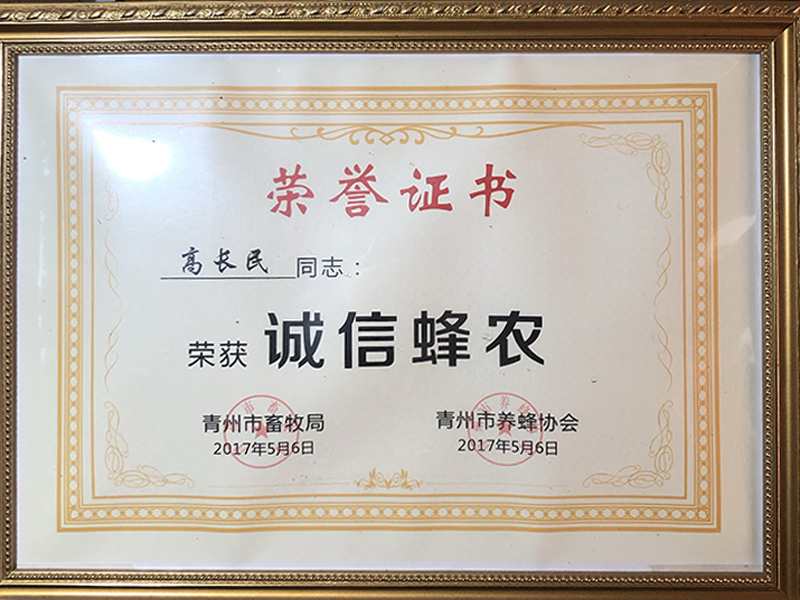 荣誉证书
高长民 同志：
荣获 诚信蜂农
青州市畜牧局 青州市养蜂协会
2017年5月6日 2017年5月6日